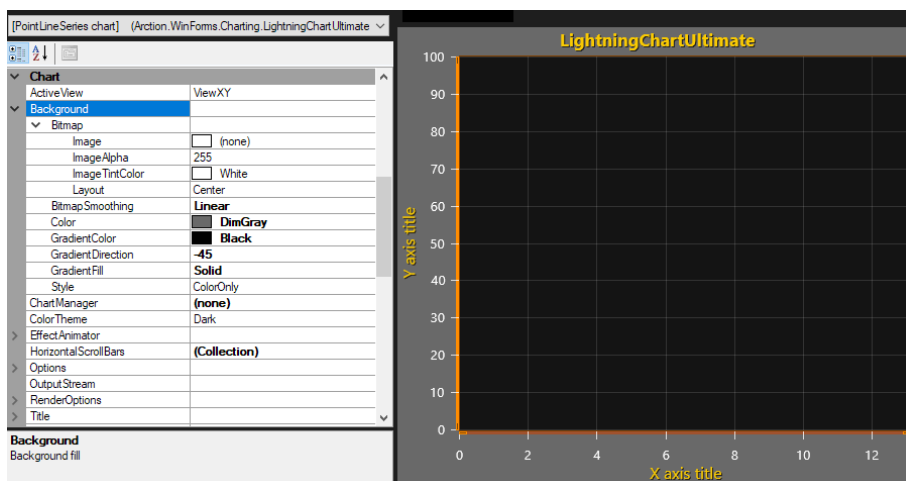 [PointLineSeries chart] (Arction.WinForms.Charting.LightningChartUltimate
Chart
ActiveView ViewXY
Background
Bitmap
Image (none)
ImageAlpha 255
ImageTintColor White
Layout Center
BitmapSmoothing Linear
Color DimGray
GradientColor Black
GradientDirection -45
GradientFill Solid
Style ColorOnly
ChartManager (none)
ColorTheme Dark
EffectAnimator
HorizontalScrollBars (Collection)
Options
OutputStream
RenderOptions
Title
Background
Background fill
LightningChartUltimate
100
90
80
70
60
50
40
30
20
10
0
Y axis title
0 2 4 6 8 10 12
X axis title